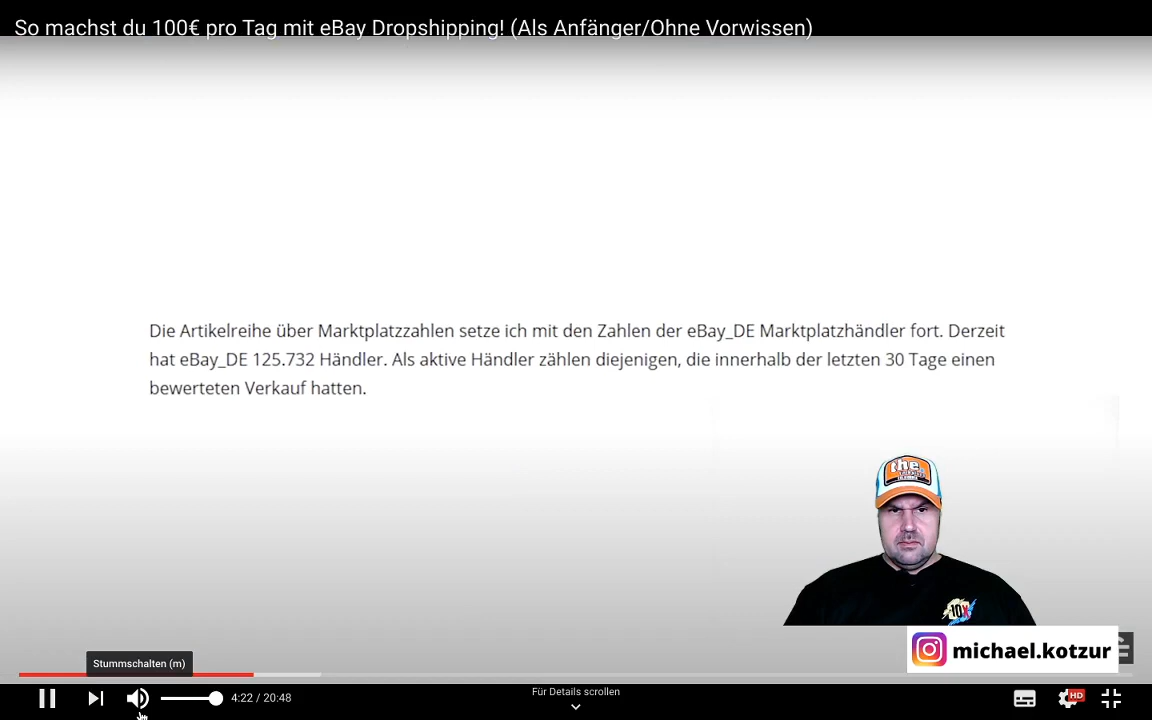 So machst du 100€ pro Tag mit eBay Dropshipping! (Als Anfänger/Ohne Vorwissen)
Die Artikelreihe über Marktplatzzahlen setze ich mit den Zahlen der eBay_DE Marktplatzhändler fort. Derzeit
hat eBay_DE 125.732 Händler. Als aktive Händler zählen diejenigen, die innerhalb der letzten 30 Tage einen
bewerteten Verkauf hatten.
the
10X
michael.kotzur
Stummschalten (m)
4:22 / 20:48
Für Details scrollen
HD